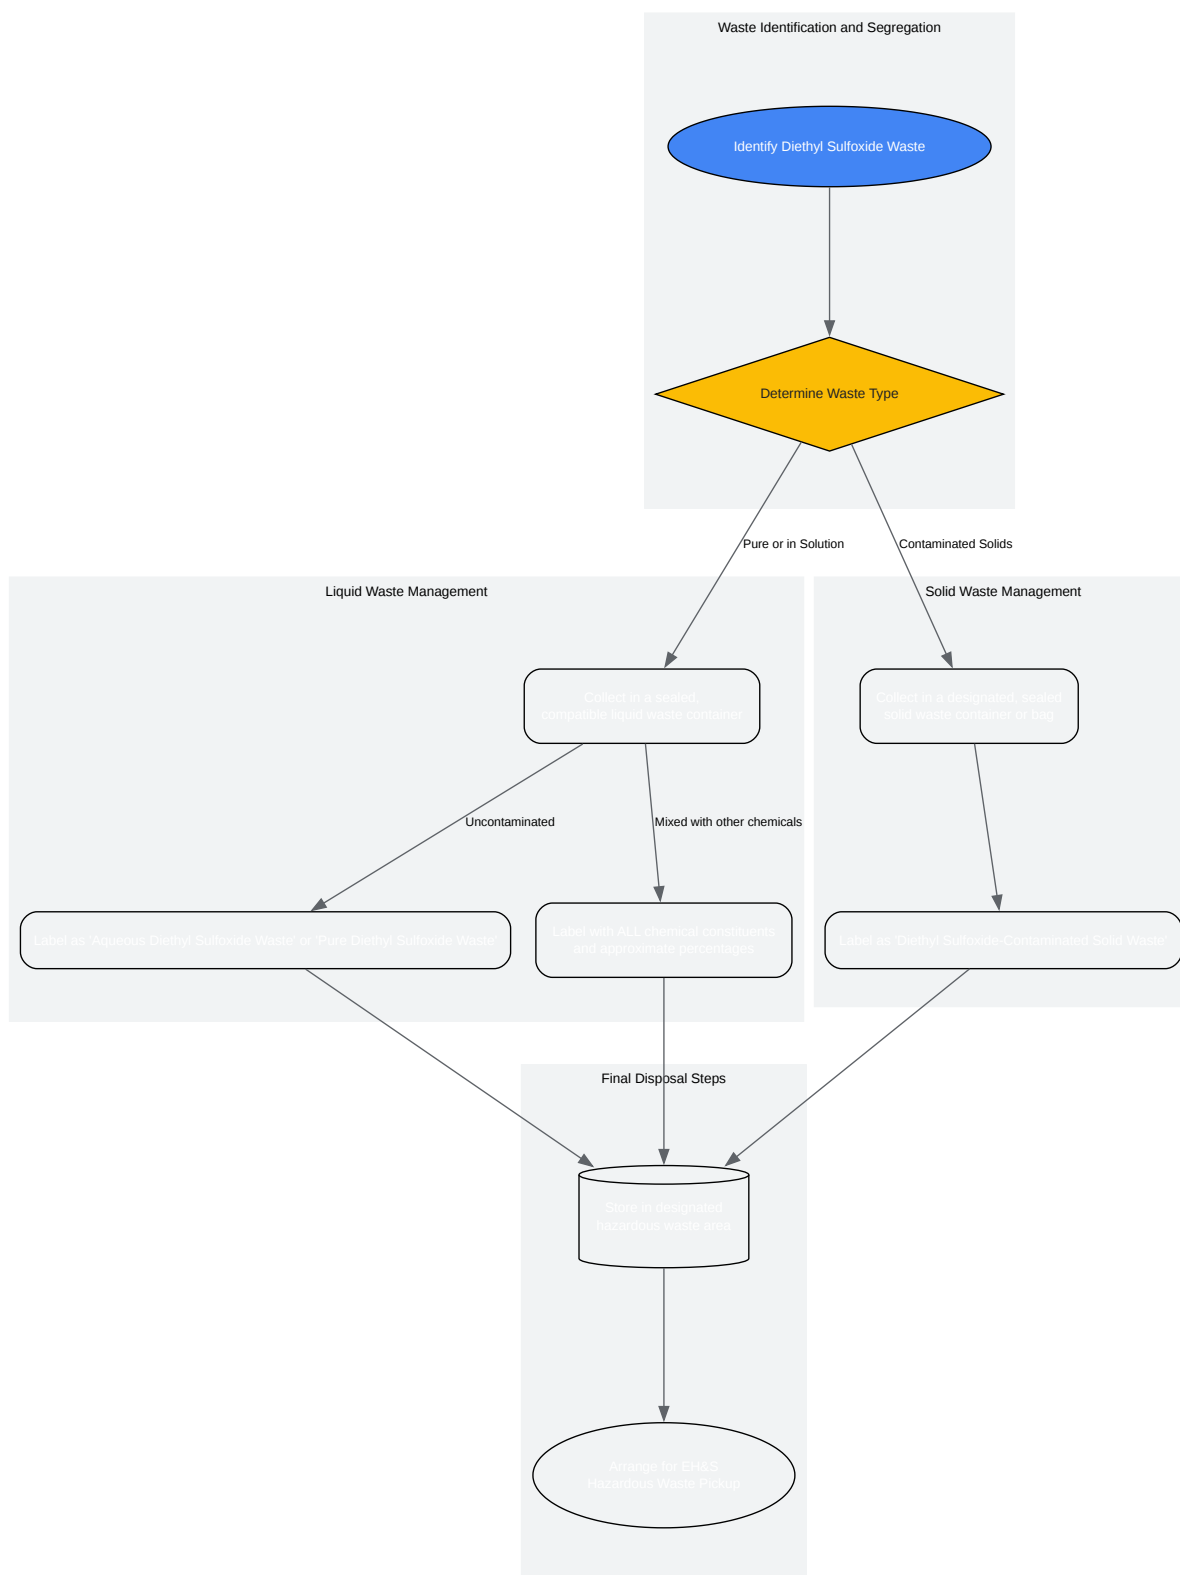 Waste Identification and Segregation
Identify Diethyl Sulfoxide Waste
Determine Waste Type
Pure or in Solution
Contaminated Solids
Liquid Waste Management
Solid Waste Management
Collect in a sealed,
compatible liquid waste container
Collect in a designated, sealed
solid waste container or bag
Uncontaminated
Mixed with other chemicals
Label as 'Aqueous Diethyl Sulfoxide Waste' or 'Pure Diethyl Sulfoxide Waste'
Label with ALL chemical constituents
and approximate percentages
Label as 'Diethyl Sulfoxide-Contaminated Solid Waste'
Final Disposal Steps
Store in designated
hazardous waste area
Arrange for EH&S
Hazardous Waste Pickup